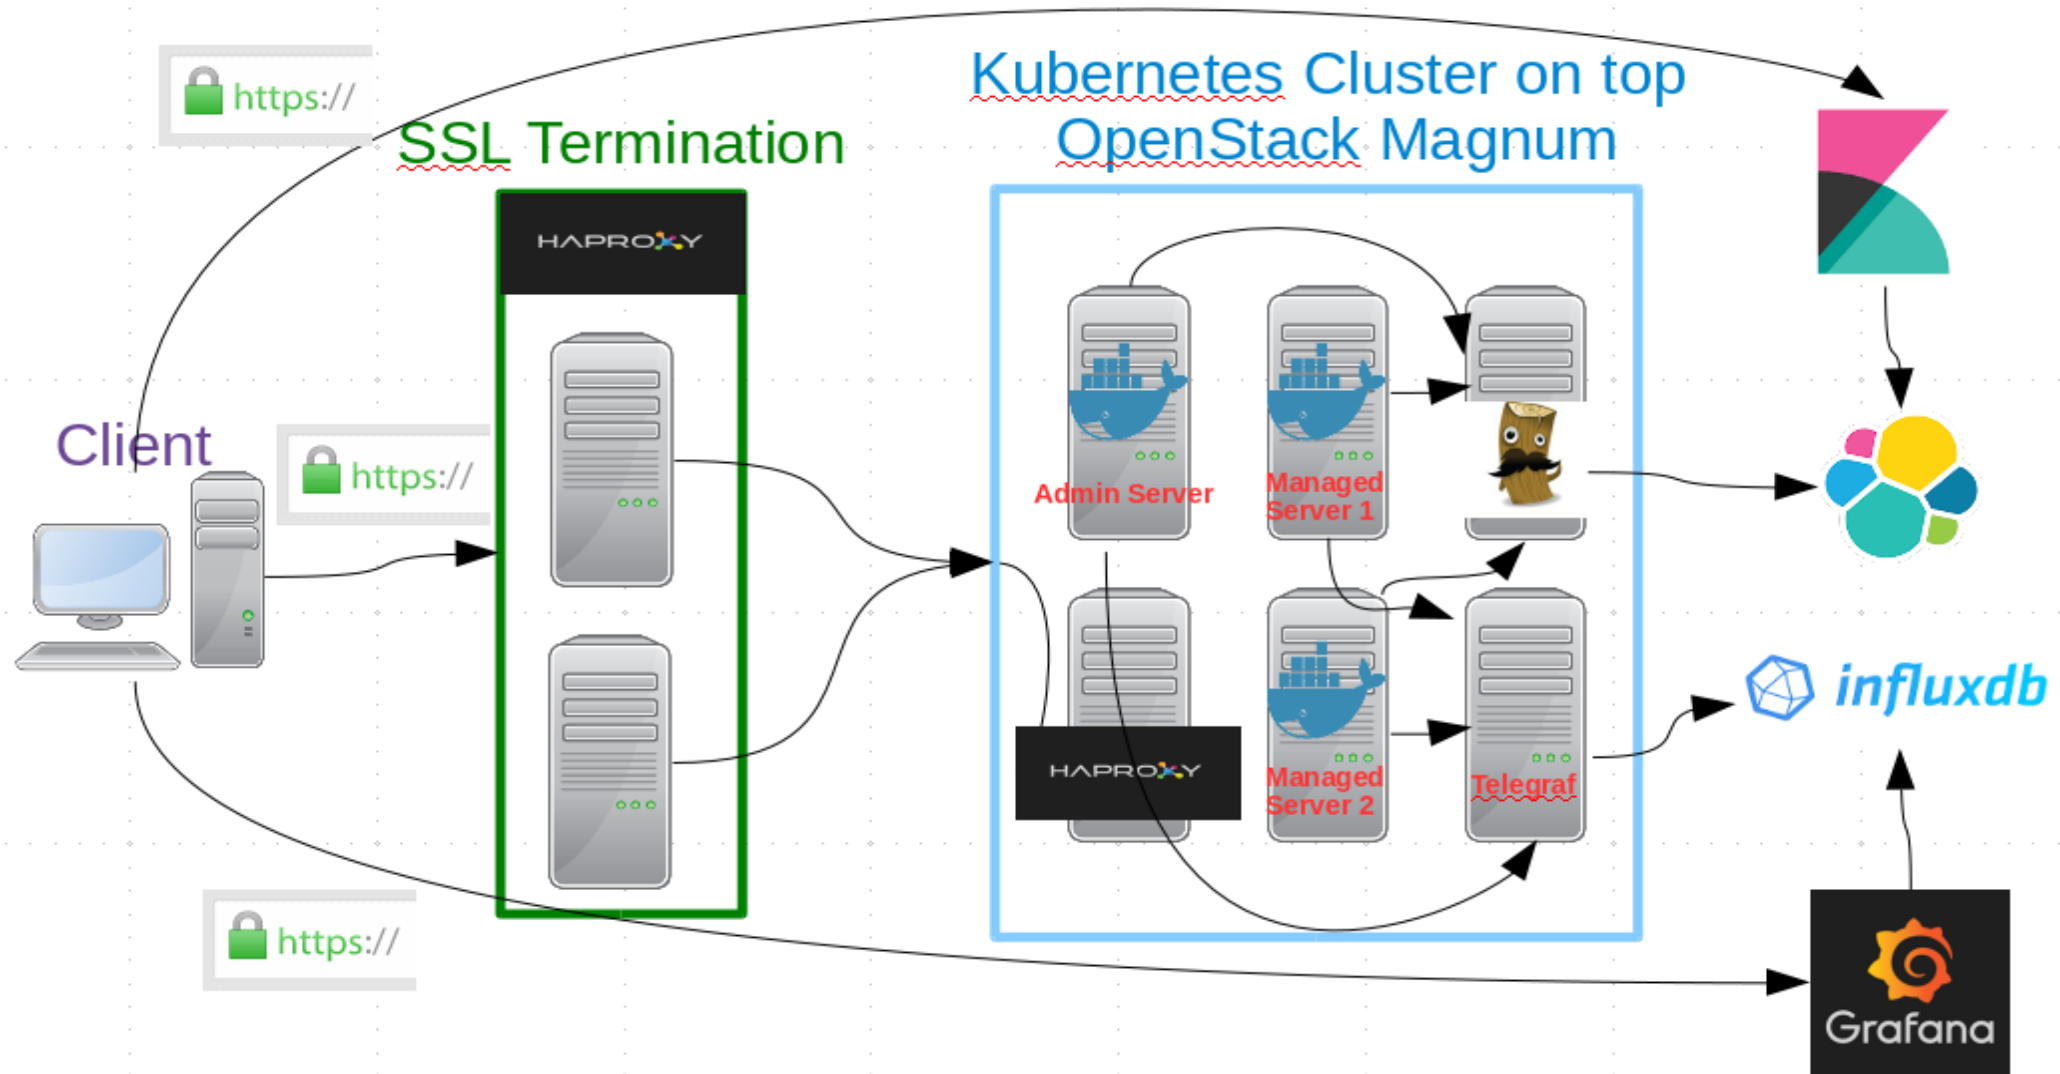 https://
Kubernetes Cluster on top
OpenStack Magnum
SSL Termination
HAPROXY
Client
https://
Admin Server
Managed
Server 1
HAPROXY
Managed
Server 2
Telegraf
influxdb
https://
Grafana